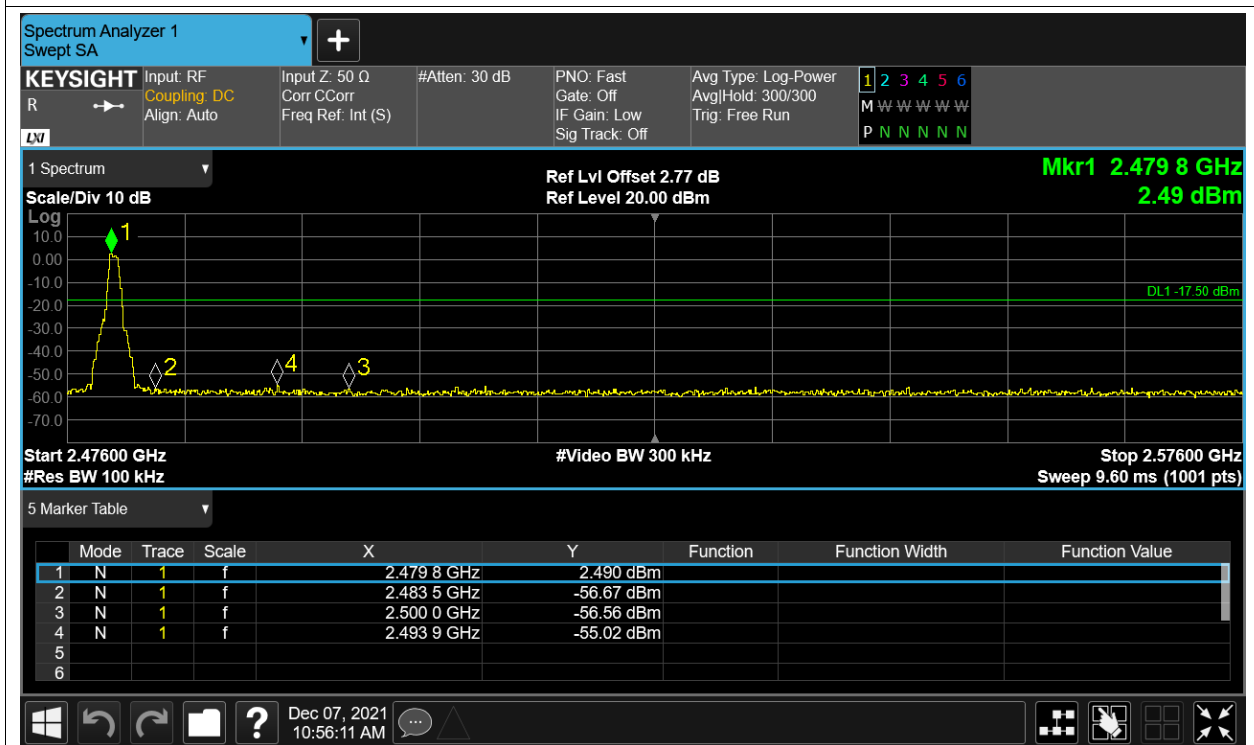 Spectrum Analyzer 1
Swept SA
+
KEYSIGHT Input: RF Input Z: 50 Ω #Atten: 30 dB PNO: Fast Avg Type: Log-Power 1 2 3 4 5 6
R Coupling: DC Corr CCorr Gate: Off Avg|Hold: 300/300 M W W W W W W
Align: Auto Freq Ref: Int (S) IF Gain: Low Trig: Free Run
LXI Sig Track: Off P N N N N N N
1 Spectrum Ref Lvl Offset 2.77 dB Mkr1 2.479 8 GHz
Scale/Div 10 dB Ref Level 20.00 dBm 2.49 dBm
Log
10.0 1
0.00
-10.0
DL1 -17.50 dBm
-20.0
-30.0
-40.0
2 4 3
-50.0
-60.0
-70.0
Start 2.47600 GHz #Video BW 300 kHz Stop 2.57600 GHz
#Res BW 100 kHz Sweep 9.60 ms (1001 pts)
5 Marker Table
Mode Trace Scale X Y Function Function Width Function Value
1 N 1 f 2.479 8 GHz 2.490 dBm
2 N 1 f 2.483 5 GHz -56.67 dBm
3 N 1 f 2.500 0 GHz -56.56 dBm
4 N 1 f 2.493 9 GHz -55.02 dBm
5
6
? Dec 07, 2021
10:56:11 AM